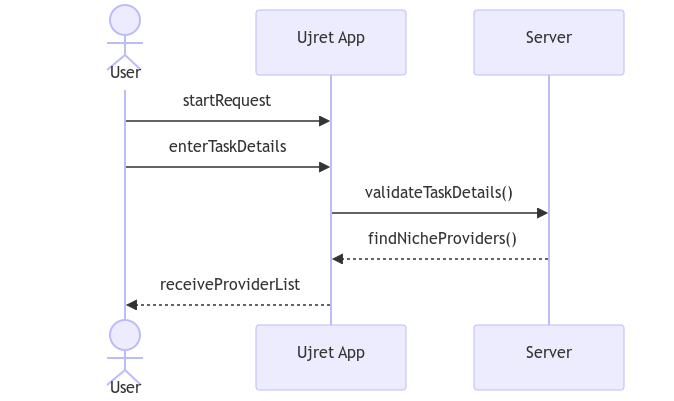 User
Ujret App
Server
startRequest
enterTaskDetails
validateTaskDetails()
findNicheProviders()
receiveProviderList
User
Ujret App
Server